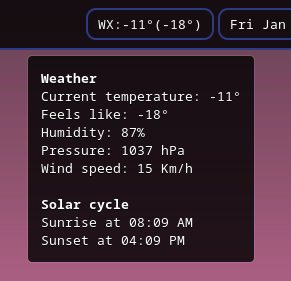 WX:-11°(-18°) Fri Jan
Weather
Current temperature: -11°
Feels like: -18°
Humidity: 87%
Pressure: 1037 hPa
Wind speed: 15 Km/h
Solar cycle
Sunrise at 08:09 AM
Sunset at 04:09 PM